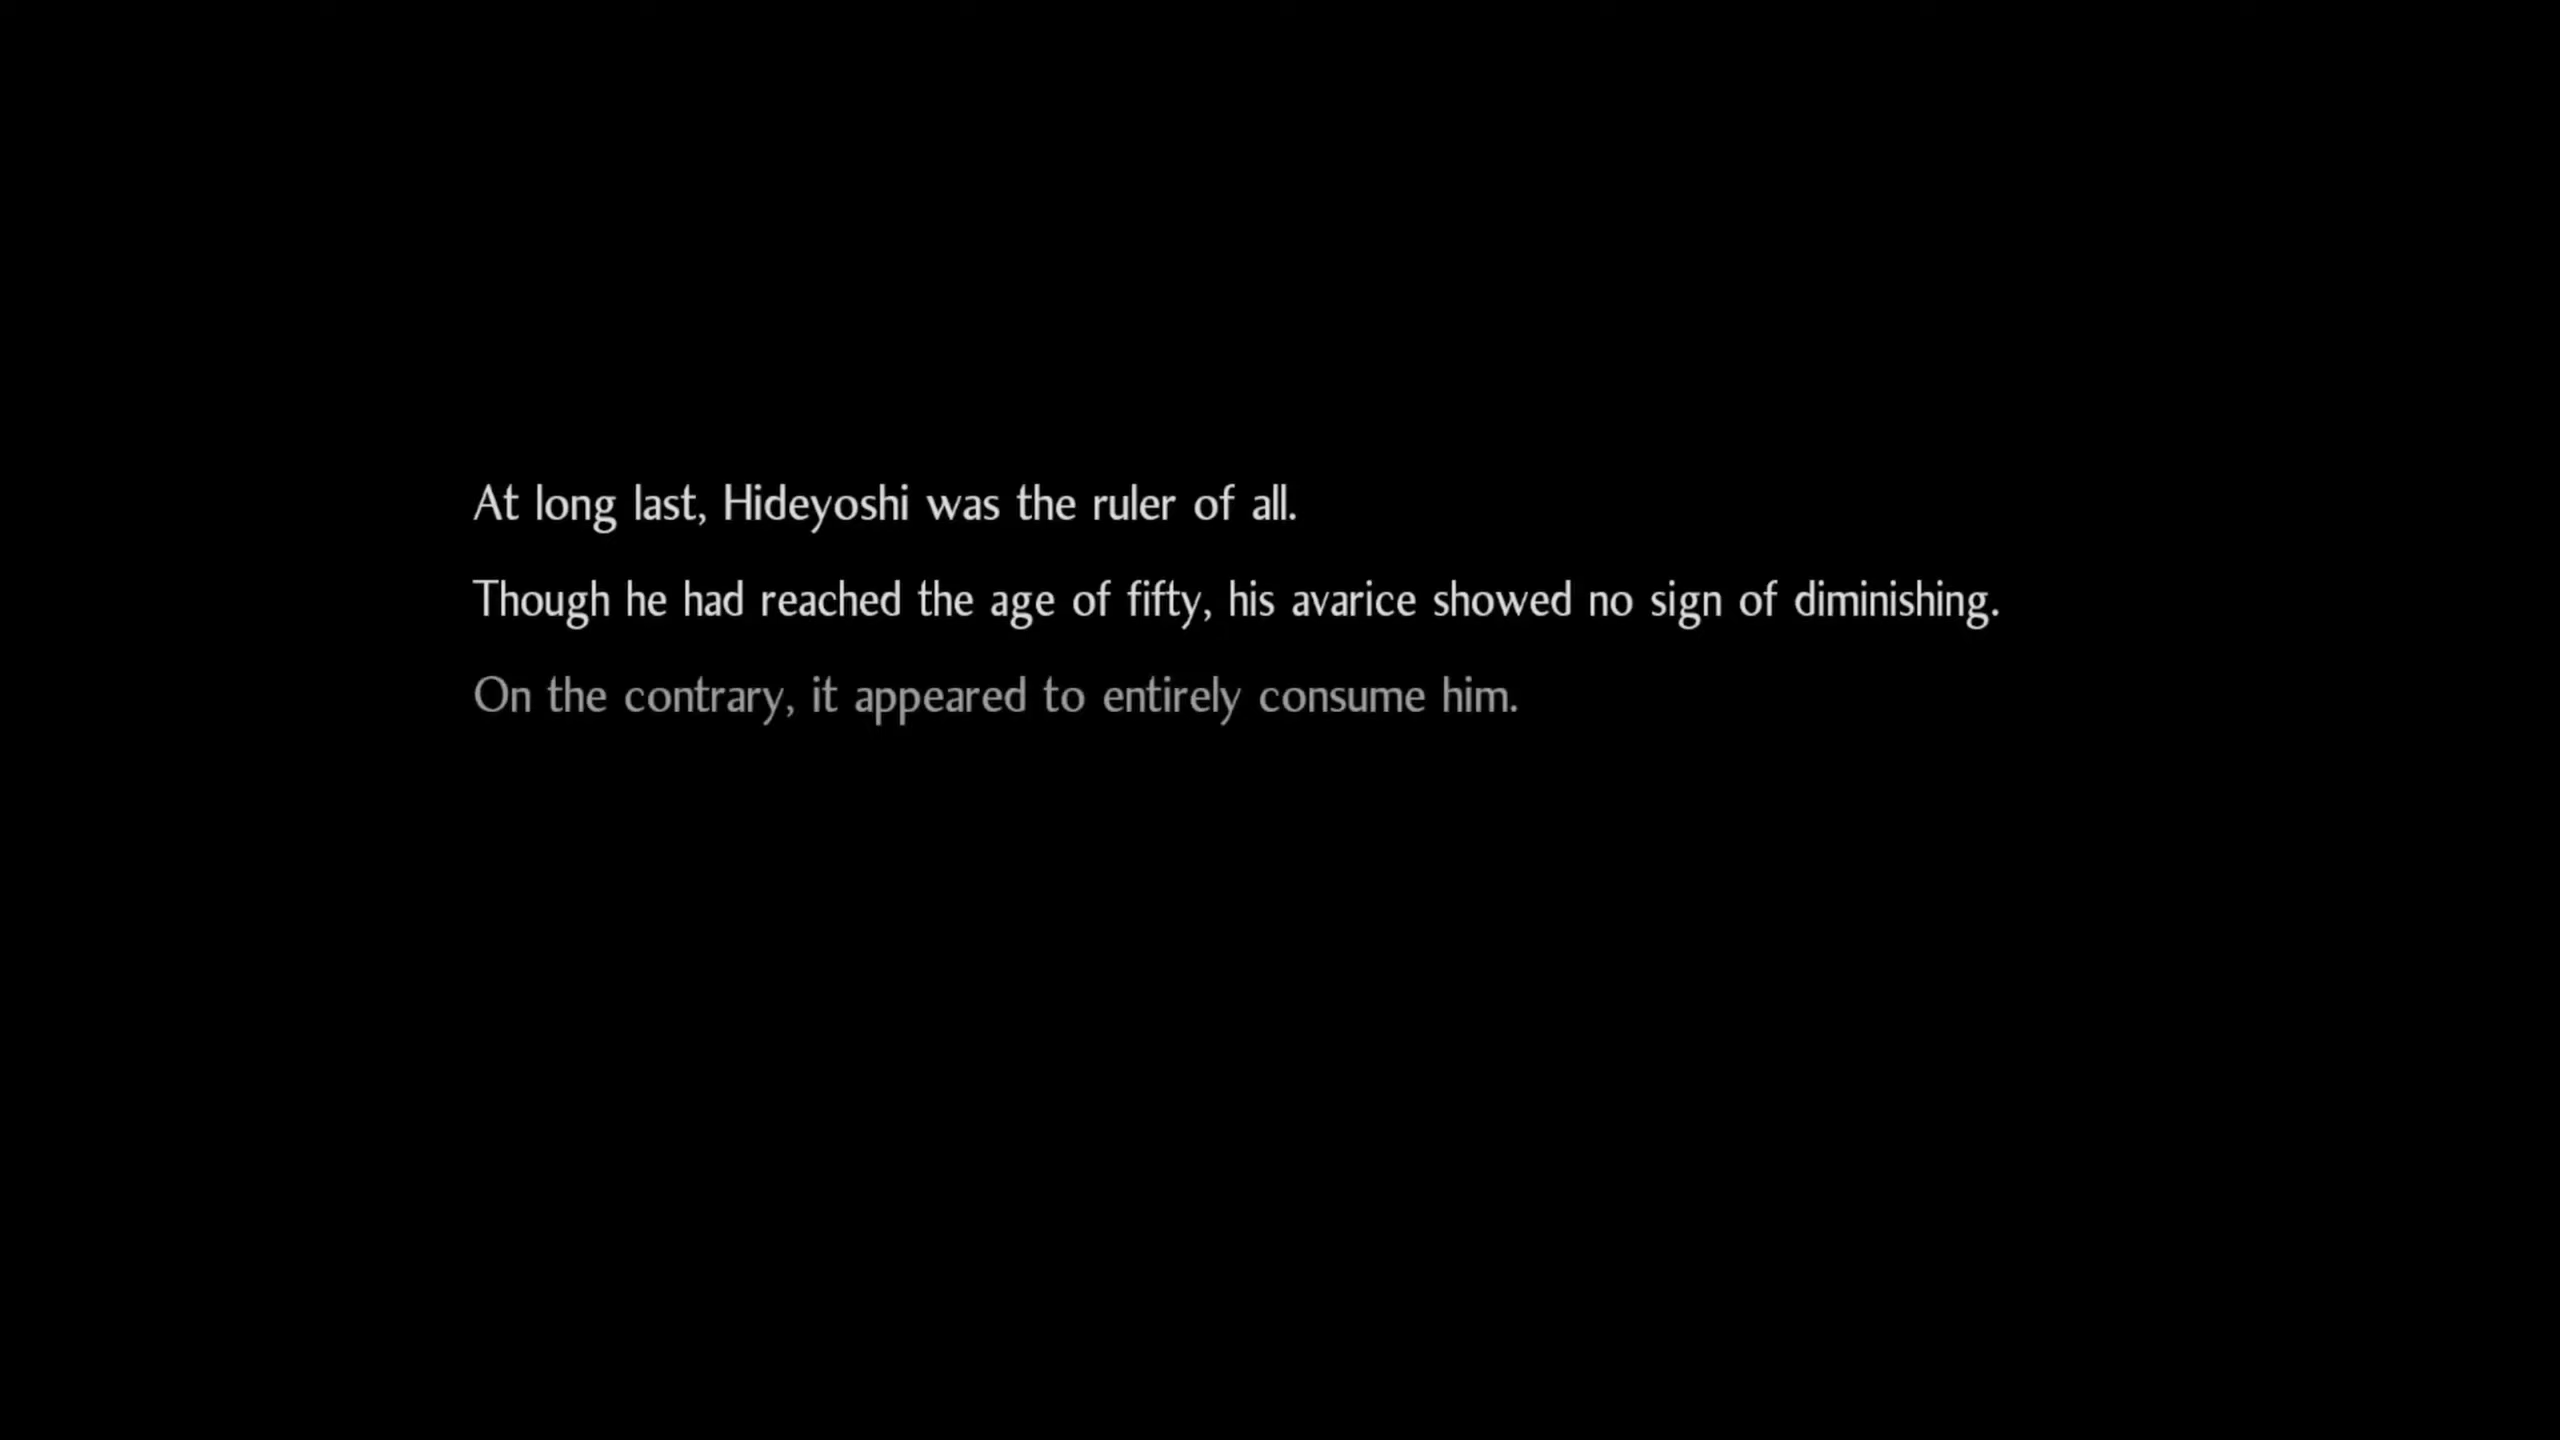 At long last, Hideyoshi was the ruler of all.
Though he had reached the age of fifty, his avarice showed no sign of diminishing.
On the contrary, it appeared to entirely consume him.